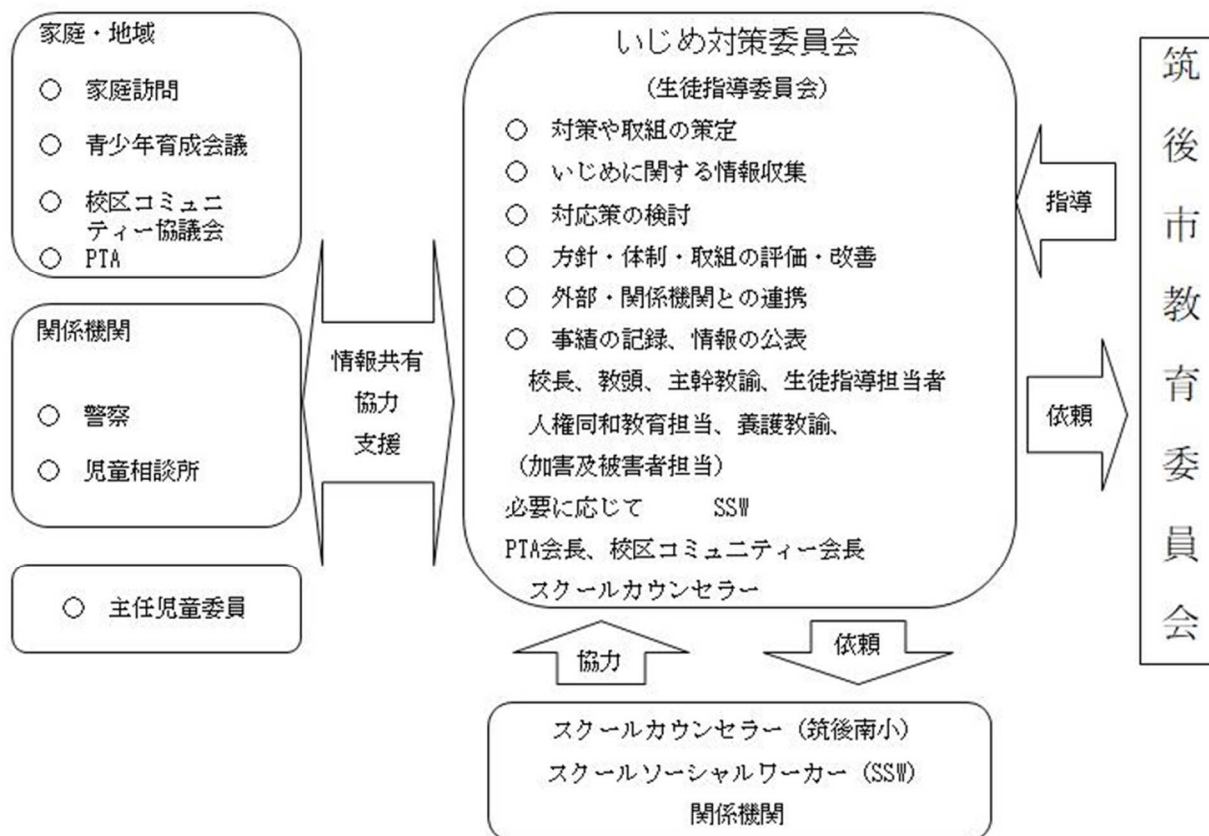 家庭・地域
○ 家庭訪問
○ 青少年育成会議
○ 校区コミュニ
ティー協議会
○ PTA
関係機関
○ 警察
○ 児童相談所
○ 主任児童委員
情報共有
協力
支援
いじめ対策委員会
(生徒指導委員会)
○ 対策や取組の策定
○ いじめに関する情報収集
○ 対応策の検討
○ 方針・体制・取組の評価・改善
○ 外部・関係機関との連携
○ 事績の記録、情報の公表
校長、教頭、主幹教諭、生徒指導担当者
人権同和教育担当、養護教諭、
(加害及被害者担当)
必要に応じて SSW
PTA会長、校区コミュニティー会長
スクールカウンセラー
指導
依頼
筑後市教育委員会
協力
依頼
スクールカウンセラー (筑後南小)
スクールソーシャルワーカー (SSW)
関係機関